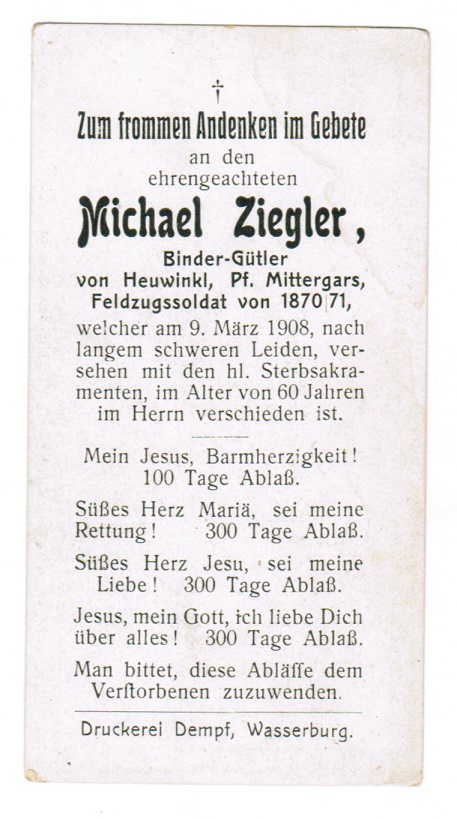 †
Zum frommen Andenken im Gebete
an den
ehrengeachteten
Michael Ziegler,
Binder-Gütler
von Heuwinkl, Pf. Mittergars,
Feldzugssoldat von 1870/71,
welcher am 9. März 1908, nach
langem schweren Leiden, ver-
sehen mit den hl. Sterbsakra-
menten, im Alter von 60 Jahren
im Herrn verschieden ist.
Mein Jesus, Barmherzigkeit!
100 Tage Ablaß.
Süßes Herz Mariä, sei meine
Rettung! 300 Tage Ablaß.
Süßes Herz Jesu, sei meine
Liebe! 300 Tage Ablaß.
Jesus, mein Gott, ich liebe Dich
über alles! 300 Tage Ablaß.
Man bittet, diese Abläſſe dem
Verſtorbenen zuzuwenden.
Druckerei Dempf, Wasserburg.